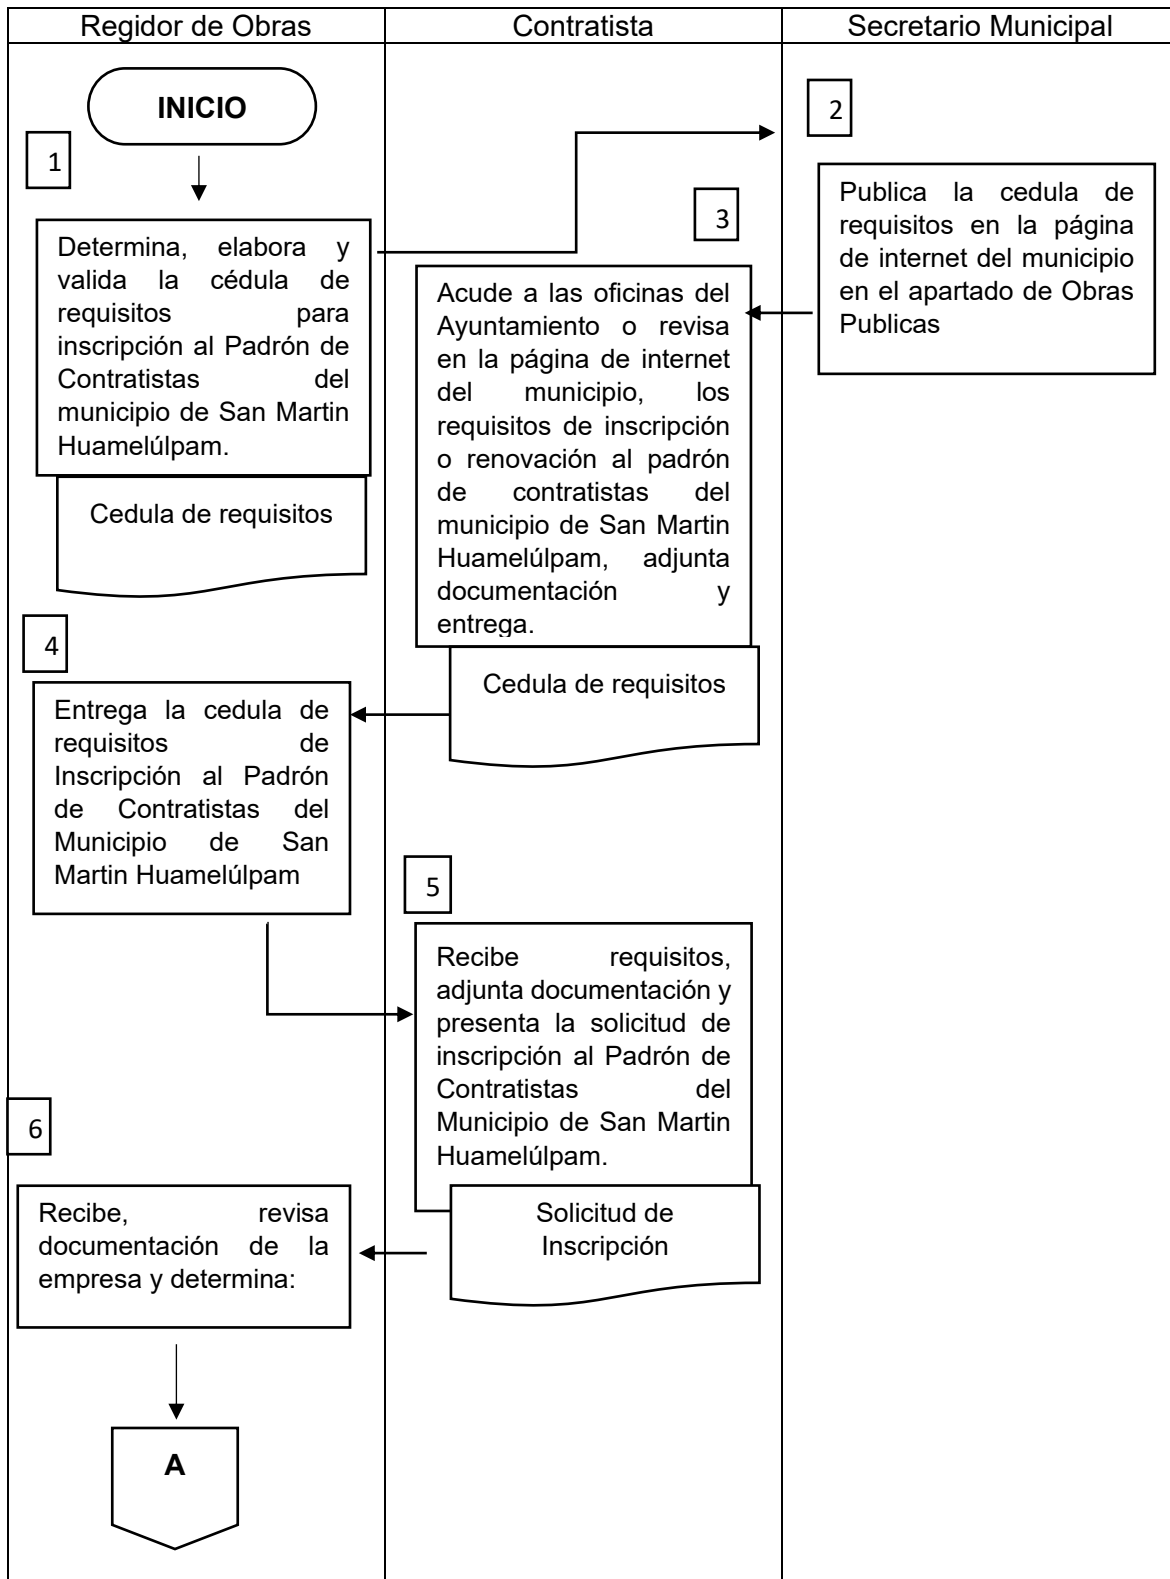 Regidor de Obras
Contratista
Secretario Municipal
INICIO
1
Determina, elabora y
valida la cédula de
requisitos para
inscripción al Padrón de
Contratistas del
municipio de San Martin
Huamelúlpam.
Cedula de requisitos
2
Publica la cedula de
requisitos en la página
de internet del municipio
en el apartado de Obras
Publicas
3
Acude a las oficinas del
Ayuntamiento o revisa
en la página de internet
del municipio, los
requisitos de inscripción
o renovación al padrón
de contratistas del
municipio de San Martin
Huamelúlpam, adjunta
documentación y
entrega.
Cedula de requisitos
4
Entrega la cedula de
requisitos de
Inscripción al Padrón
de Contratistas del
Municipio de San
Martin Huamelúlpam
5
Recibe requisitos,
adjunta documentación y
presenta la solicitud de
inscripción al Padrón de
Contratistas del
Municipio de San Martin
Huamelúlpam.
Solicitud de
Inscripción
6
Recibe, revisa
documentación de la
empresa y determina:
A